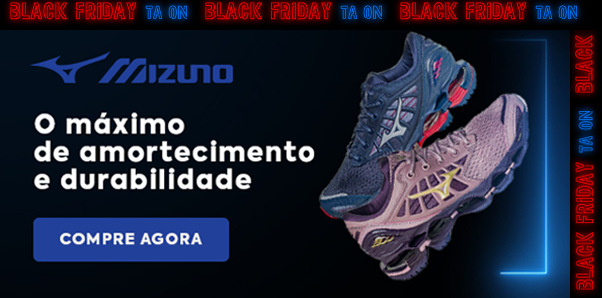 BLACK FRIDAY TA ON BLACK FRIDAY TA ON BLACK FRIDAY TA ON
MIZUNO
O máximo
de amortecimento
e durabilidade
COMPRE AGORA
BLACK FRIDAY TA ON BLACK